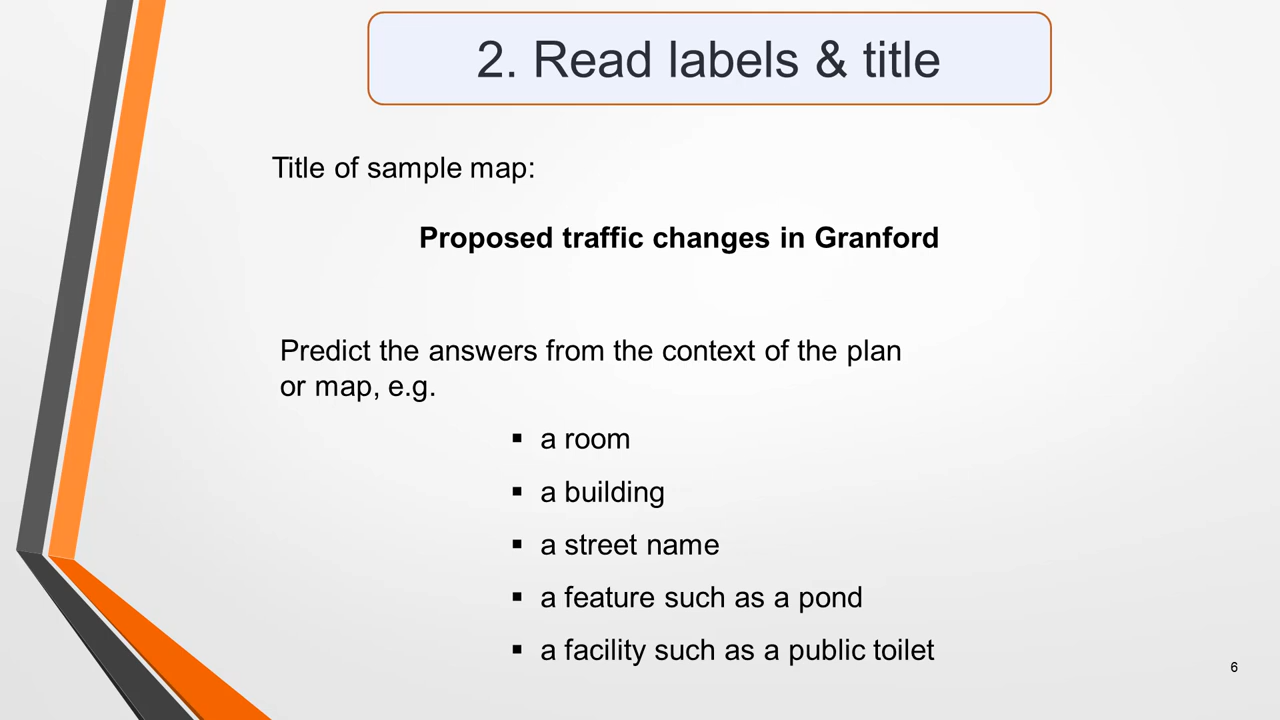 2. Read labels & title
Title of sample map:
Proposed traffic changes in Granford
Predict the answers from the context of the plan
or map, e.g.
▪ a room
▪ a building
▪ a street name
▪ a feature such as a pond
▪ a facility such as a public toilet
6